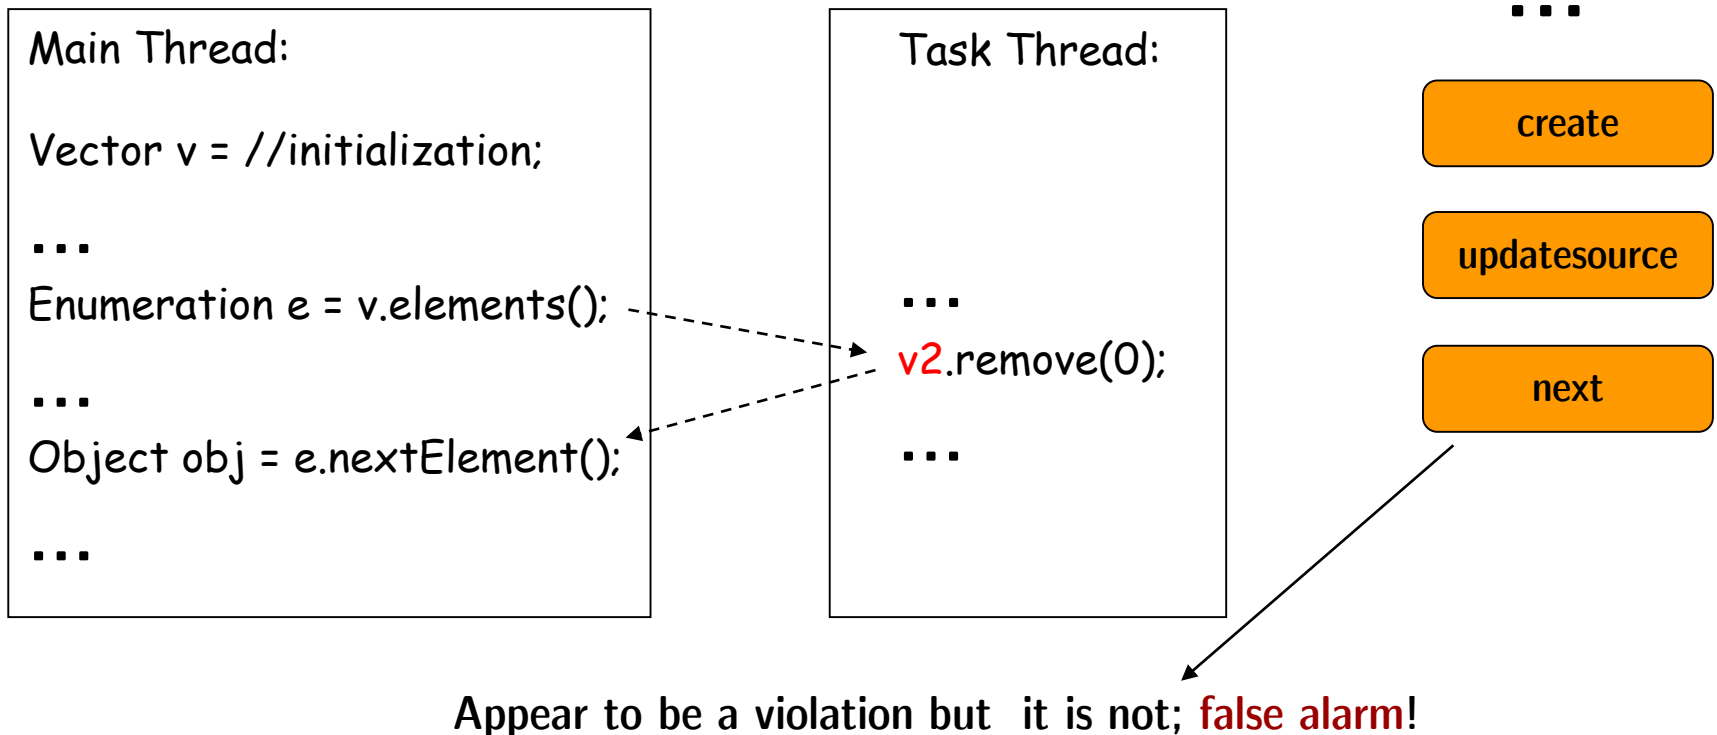 Main Thread:
Vector v = //initialization;
...
Enumeration e = v.elements();
...
Object obj = e.nextElement();
...
Task Thread:
...
v2.remove(0);
...
...
create
updatesource
next
Appear to be a violation but it is not; false alarm!